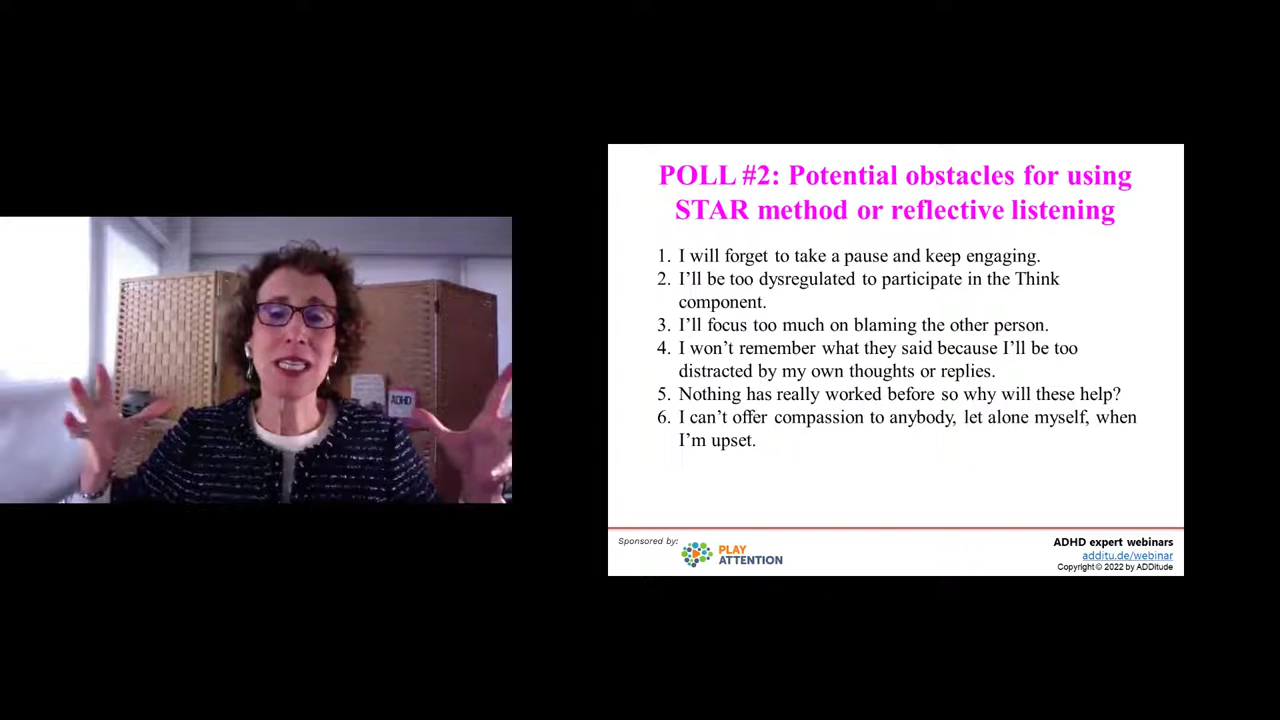 POLL #2: Potential obstacles for using
STAR method or reflective listening
1. I will forget to take a pause and keep engaging.
2. I’ll be too dysregulated to participate in the Think
component.
3. I’ll focus too much on blaming the other person.
4. I won’t remember what they said because I’ll be too
distracted by my own thoughts or replies.
5. Nothing has really worked before so why will these help?
6. I can’t offer compassion to anybody, let alone myself, when
I’m upset.
ADHD
Sponsored by:
PLAY
ATTENTION
ADHD expert webinars
additu.de/webinar
Copyright © 2022 by ADDitude